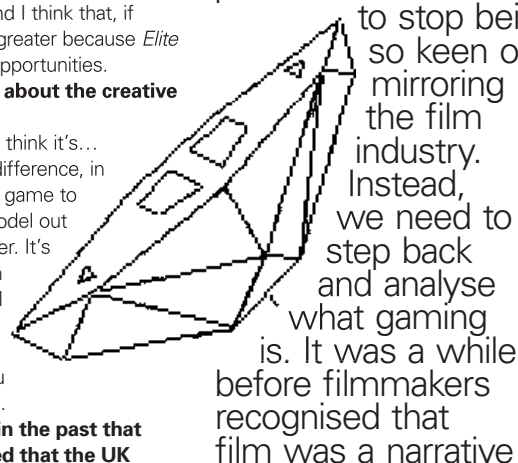 nd I think that, if
greater because Elite
pportunities.
about the creative
think it's…
difference, in
game to
odel out
er. It's
u
in the past that
ed that the UK
to stop bei
so keen o
mirroring
the film
industry.
Instead,
we need to
step back
and analyse
what gaming
is. It was a while
before filmmakers
recognised that
film was a narrative